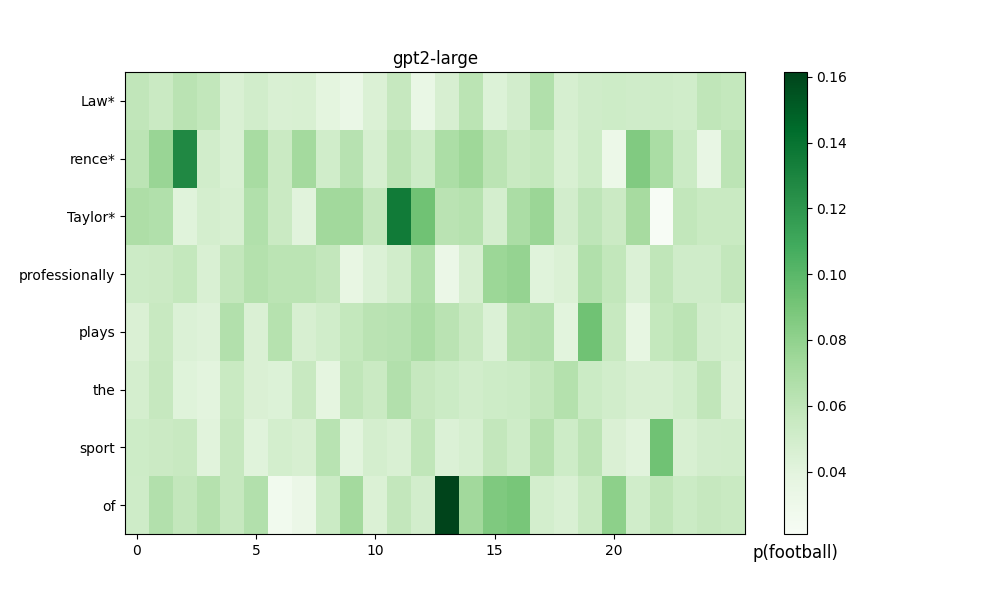 gpt2-large
Law*
rence*
Taylor*
professionally
plays
the
sport
of
0 5 10 15 20
0.16
0.14
0.12
0.10
0.08
0.06
0.04
p(football)